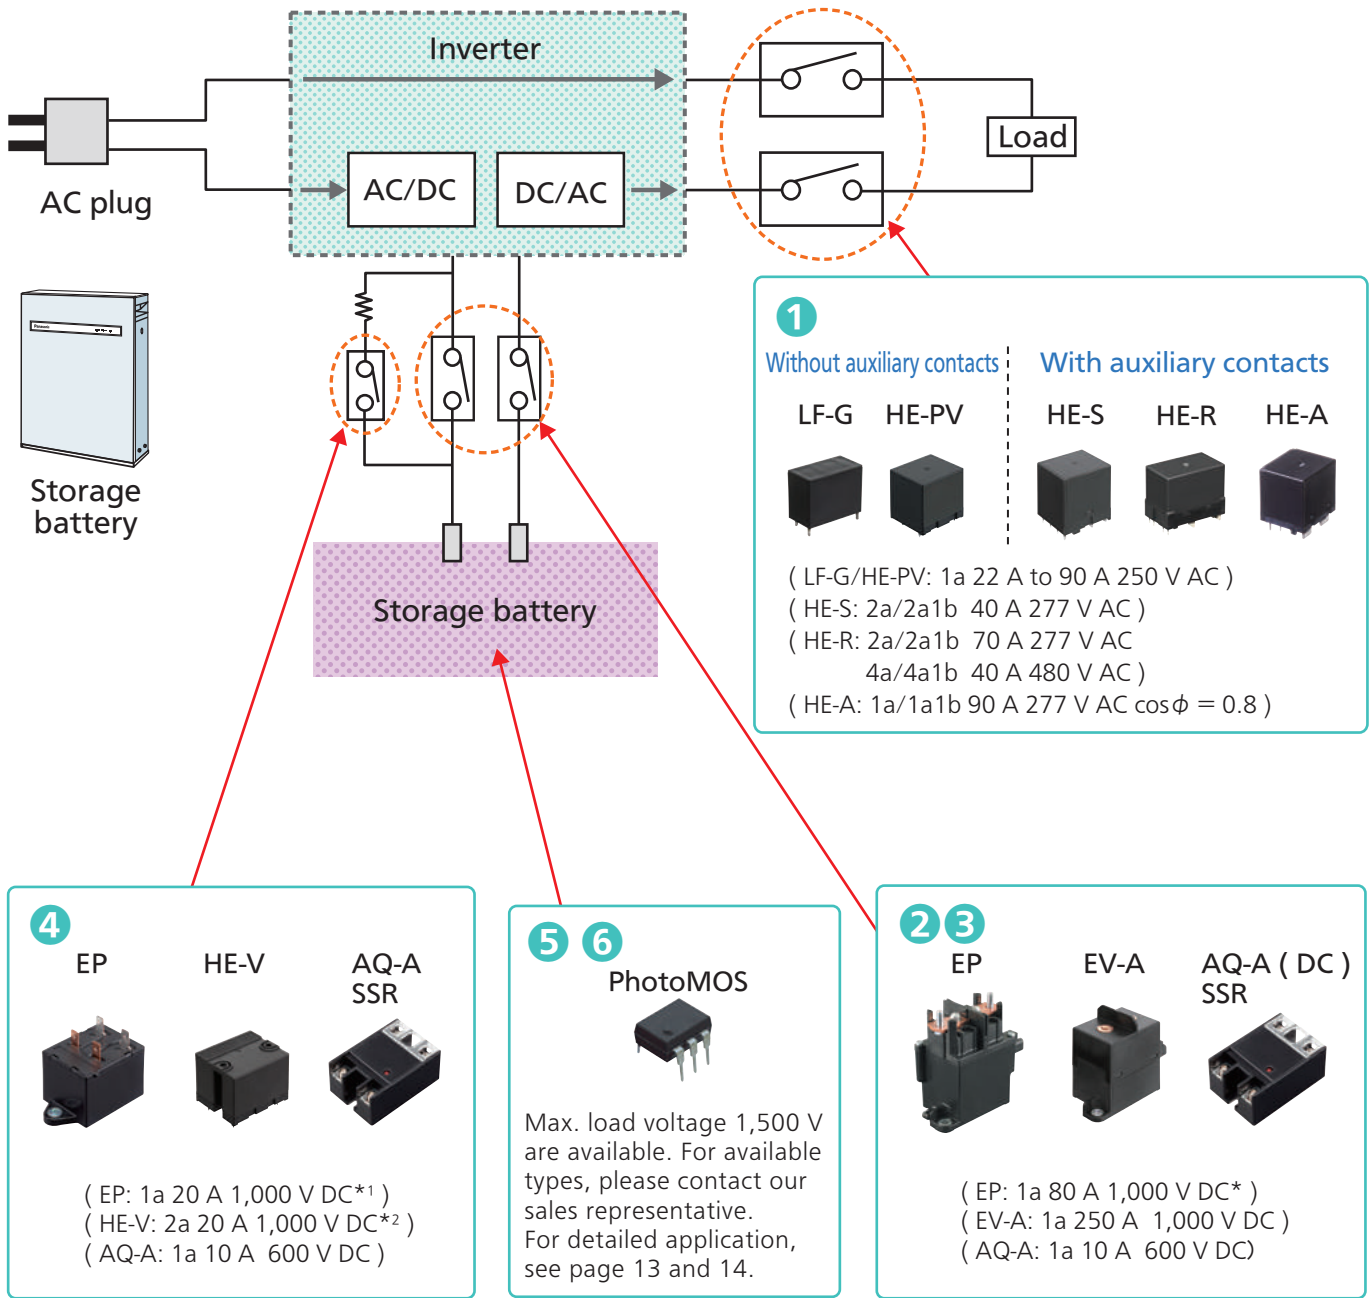 Inverter
AC plug
AC/DC
DC/AC
Load
Panasonic
Storage
battery
Storage battery
1
Without auxiliary contacts
With auxiliary contacts
LF-G
HE-PV
HE-S
HE-R
HE-A
( LF-G/HE-PV: 1a 22 A to 90 A 250 V AC )
( HE-S: 2a/2a1b 40 A 277 V AC )
( HE-R: 2a/2a1b 70 A 277 V AC
4a/4a1b 40 A 480 V AC )
( HE-A: 1a/1a1b 90 A 277 V AC cosϕ = 0.8 )
4
EP
HE-V
AQ-A
SSR
( EP: 1a 20 A 1,000 V DC*1 )
( HE-V: 2a 20 A 1,000 V DC*2 )
( AQ-A: 1a 10 A 600 V DC )
5 6
PhotoMOS
Max. load voltage 1,500 V
are available. For available
types, please contact our
sales representative.
For detailed application,
see page 13 and 14.
2 3
EP
EV-A
AQ-A ( DC )
SSR
( EP: 1a 80 A 1,000 V DC* )
( EV-A: 1a 250 A 1,000 V DC )
( AQ-A: 1a 10 A 600 V DC)